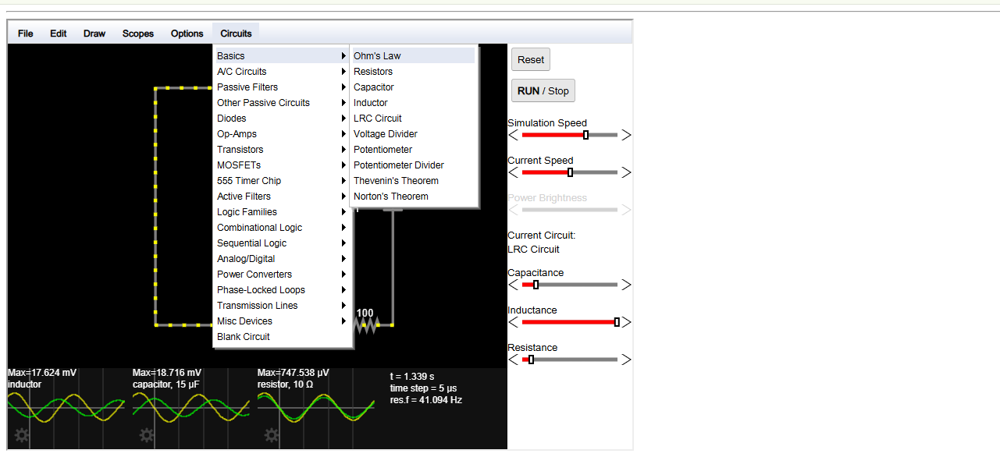 File Edit Draw Scopes Options Circuits
Basics
A/C Circuits
Passive Filters
Other Passive Circuits
Diodes
Op-Amps
Transistors
MOSFETs
555 Timer Chip
Active Filters
Logic Families
Combinational Logic
Sequential Logic
Analog/Digital
Power Converters
Phase-Locked Loops
Transmission Lines
Misc Devices
Blank Circuit
Ohm's Law
Resistors
Capacitor
Inductor
LRC Circuit
Voltage Divider
Potentiometer
Potentiometer Divider
Thevenin's Theorem
Norton's Theorem
100
Reset
RUN / Stop
Simulation Speed
Current Speed
Power Brightness
Current Circuit:
LRC Circuit
Capacitance
Inductance
Resistance
Max=17.624 mV
inductor
Max=18.716 mV
capacitor, 15 μF
Max=747.538 μV
resistor, 10 Ω
t = 1.339 s
time step = 5 μs
res.f = 41.094 Hz